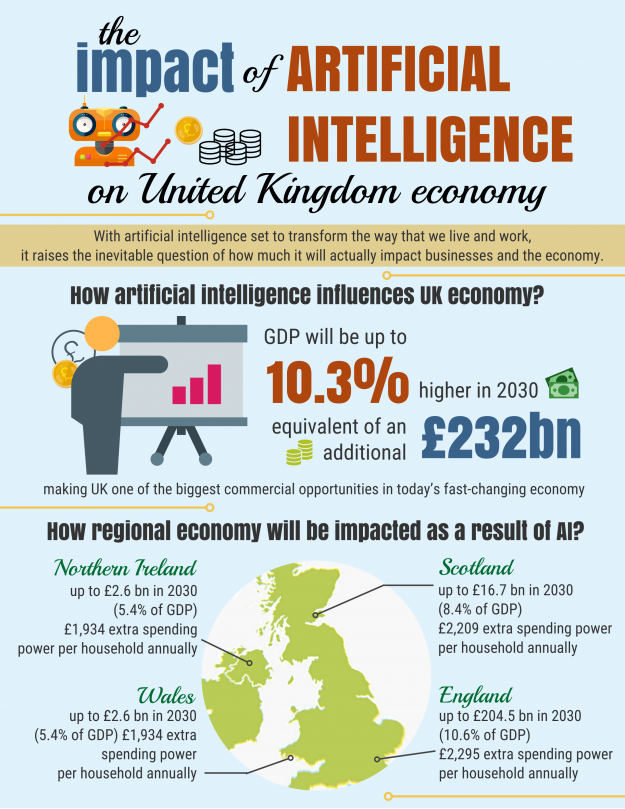 the
impact of ARTIFICIAL
INTELLIGENCE
on United Kingdom economy
With artificial intelligence set to transform the way that we live and work,
it raises the inevitable question of how much it will actually impact businesses and the economy.
How artificial intelligence influences UK economy?
£
£
GDP will be up to
10.3% higher in 2030
equivalent of an
additional £232bn
making UK one of the biggest commercial opportunities in today's fast-changing economy
How regional economy will be impacted as a result of AI?
Northern Ireland
up to £2.6 bn in 2030
(5.4% of GDP)
£1,934 extra spending
power per household annually
Scotland
up to £16.7 bn in 2030
(8.4% of GDP)
£2,209 extra spending power
per household annually
Wales
up to £2.6 bn in 2030
(5.4% of GDP) £1,934 extra
spending power
per household annually
England
up to £204.5 bn in 2030
(10.6% of GDP)
£2,295 extra spending power
per household annually